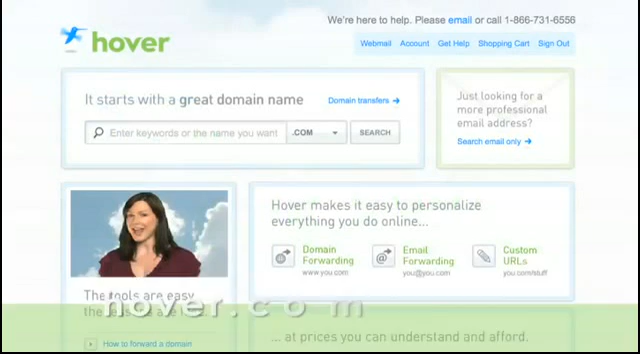 We're here to help. Please email or call 1-866-731-6556
hover
Webmail Account Get Help Shopping Cart Sign Out
It starts with a great domain name
Domain transfers
Enter keywords or the name you want
.COM
SEARCH
Just looking for a
more professional
email address?
Search email only
Hover makes it easy to personalize
everything you do online...
Domain
Forwarding
www.you.com
Email
Forwarding
you@you.com
Custom
URLs
you.com/stuff
The tools are easy,
hover.com
How to forward a domain
... at prices you can understand and afford.